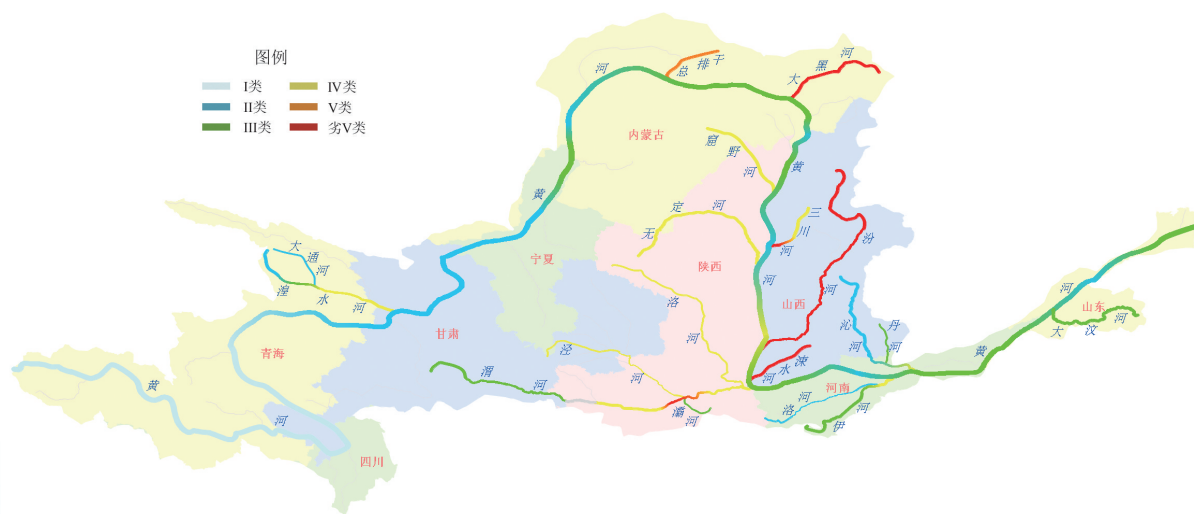 图例
I类
IV类
II类
V类
III类
劣V类
总排干
大黑河
河
内蒙古
窟野河
黄
黄
无定河
三川河
汾河
大通河
湟水河
宁夏
陕西
河
洛河
山西
沁河
丹河
河
山东
大汶河
甘肃
青海
泾河
渭河
涑水河
黄
河南
黄
灞河
洛河
伊河
河
四川